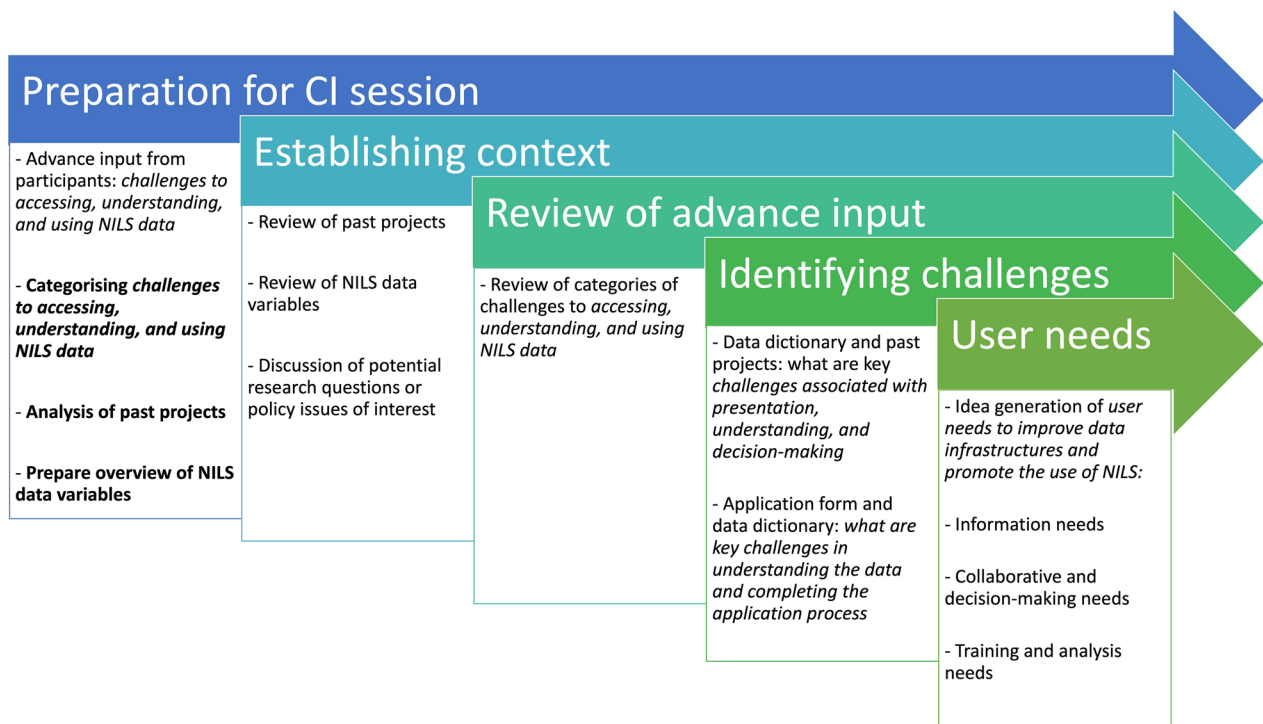 Preparation for CI session
- Advance input from
participants: challenges to
accessing, understanding,
and using NILS data
- Categorising challenges
to accessing,
understanding, and using
NILS data
- Analysis of past projects
- Prepare overview of NILS
data variables
Establishing context
- Review of past projects
- Review of NILS data
variables
- Discussion of potential
research questions or
policy issues of interest
Review of advance input
- Review of categories of
challenges to accessing,
understanding, and using
NILS data
Identifying challenges
- Data dictionary and past
projects: what are key
challenges associated with
presentation,
understanding, and
decision-making
- Application form and
data dictionary: what are
key challenges in
understanding the data
and completing the
application process
User needs
- Idea generation of user
needs to improve data
infrastructures and
promote the use of NILS:
- Information needs
- Collaborative and
decision-making needs
- Training and analysis
needs